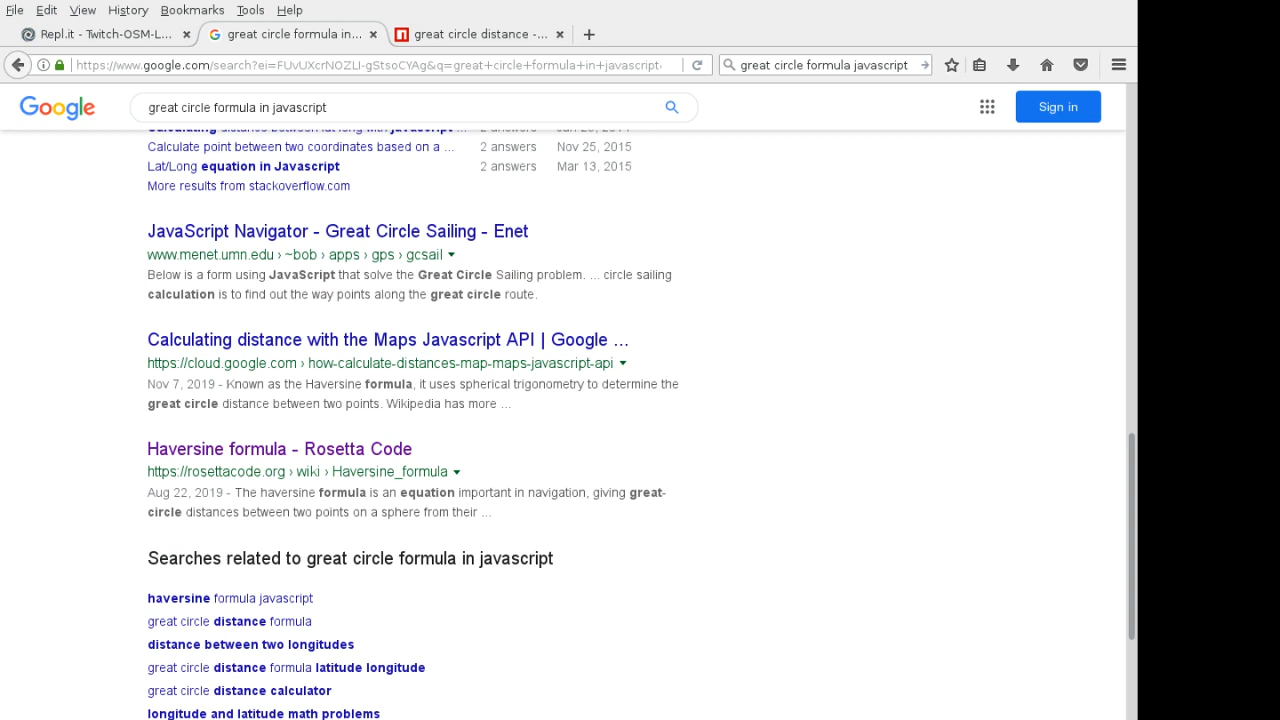 File Edit View History Bookmarks Tools Help
Repl.it - Twitch-OSM-L... great circle formula in... great circle distance -...
https://www.google.com/search?ei=FUvUXcrNOZLI-gStsoCYAg&q=great+circle+formula+in+javascript great circle formula javascript
Google great circle formula in javascript Sign in
Calculating distance between lat long with javascript ... 2 answers
Calculate point between two coordinates based on a ... 2 answers Nov 25, 2015
Lat/Long equation in Javascript 2 answers Mar 13, 2015
More results from stackoverflow.com
JavaScript Navigator - Great Circle Sailing - Enet
www.menet.umn.edu › ~bob › apps › gps › gcsail
Below is a form using JavaScript that solve the Great Circle Sailing problem. ... circle sailing
calculation is to find out the way points along the great circle route.
Calculating distance with the Maps Javascript API | Google ...
https://cloud.google.com › how-calculate-distances-map-maps-javascript-api
Nov 7, 2019 - Known as the Haversine formula, it uses spherical trigonometry to determine the
great circle distance between two points. Wikipedia has more ...
Haversine formula - Rosetta Code
https://rosettacode.org › wiki › Haversine_formula
Aug 22, 2019 - The haversine formula is an equation important in navigation, giving great-
circle distances between two points on a sphere from their ...
Searches related to great circle formula in javascript
haversine formula javascript
great circle distance formula
distance between two longitudes
great circle distance formula latitude longitude
great circle distance calculator
longitude and latitude math problems